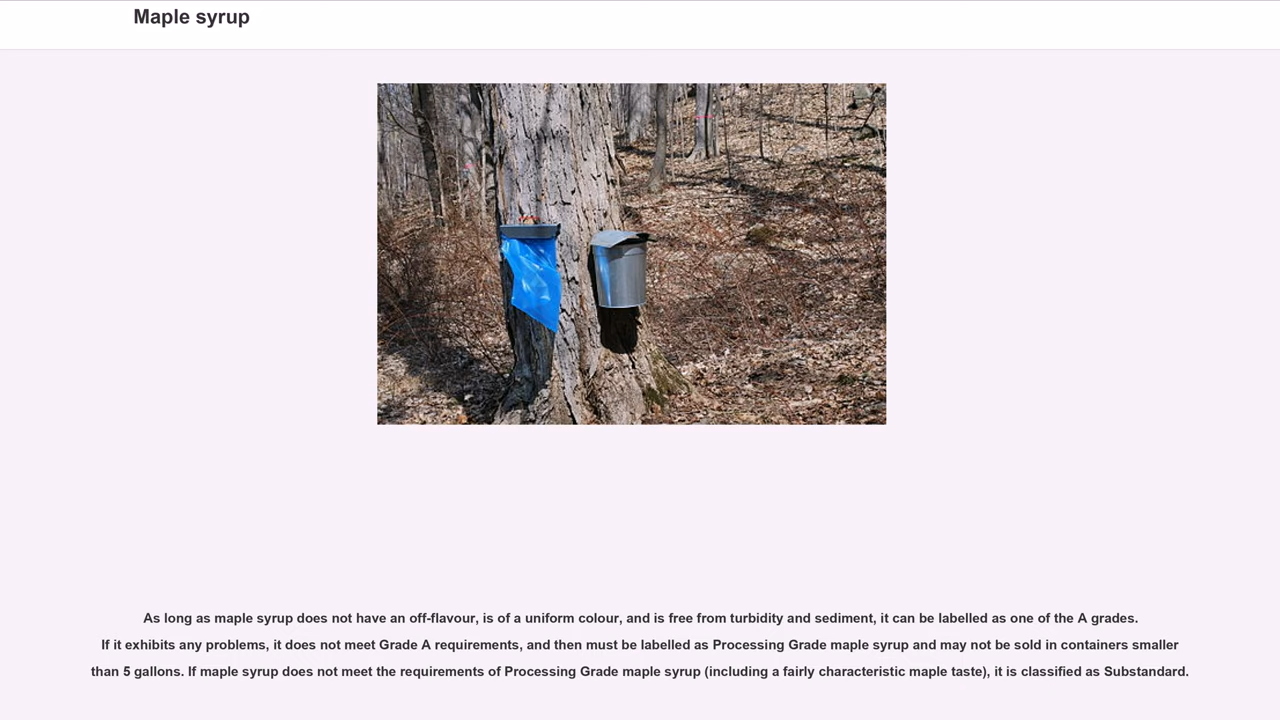 Maple syrup
As long as maple syrup does not have an off-flavour, is of a uniform colour, and is free from turbidity and sediment, it can be labelled as one of the A grades.
If it exhibits any problems, it does not meet Grade A requirements, and then must be labelled as Processing Grade maple syrup and may not be sold in containers smaller
than 5 gallons. If maple syrup does not meet the requirements of Processing Grade maple syrup (including a fairly characteristic maple taste), it is classified as Substandard.